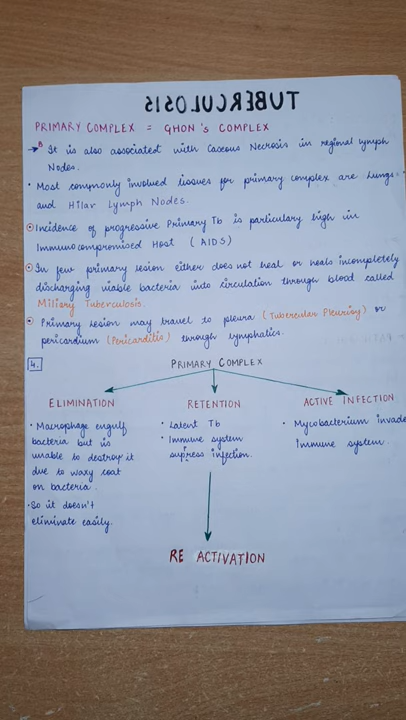 TUBERCULOSIS
PRIMARY COMPLEX = GHON's COMPLEX
It is also associated with Caseous Necrosis in regional lymph
Nodes.
• Most commonly involved tissues for primary complex are Lungs
and Hilar Lymph Nodes.
Incidence of progressive Primary Tb is particulary high in
Immunocompromised Host (AIDS)
In few primary lesion either does not heal or heals incompletely
discharging viable bacteria into circulation through blood called
Miliary Tuberculosis.
Primary lesion may travel to pleura (Tubercular Pleurisy) or
pericardium (Pericarditis) through lymphatics.
4. PRIMARY COMPLEX
ELIMINATION
• Macrophage engulf
bacteria but is
unable to destroy it
due to waxy coat
on bacteria.
• So it doesn't
eliminate easily.
RETENTION
• Latent Tb
• Immune system
supress infection.
ACTIVE INFECTION
• Mycobacterium invade
Immune system.
RE ACTIVATION